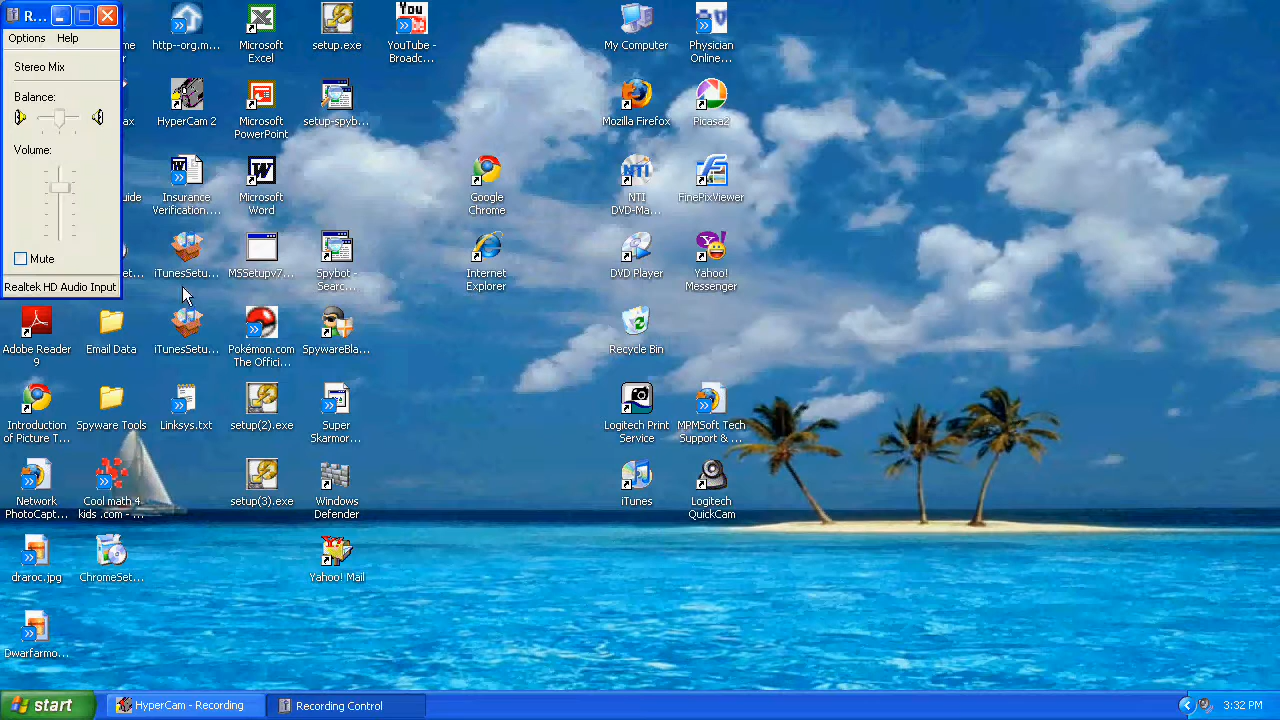 R...
Options Help
Stereo Mix
Balance:
Volume:
Mute
Realtek HD Audio Input
http--org.m...
Microsoft
Excel
setup.exe
You
Tube
YouTube -
Broadc...
My Computer
Physician
Online...
HyperCam 2
Microsoft
PowerPoint
setup-spyb...
Mozilla Firefox
Picasa2
Insurance
Verification....
Microsoft
Word
Google
Chrome
NTI
NTI
DVD-Ma...
FinePixViewer
iTunesSetu...
MSSetupv7...
Spybot -
Searc...
Internet
Explorer
DVD Player
Yahoo!
Messenger
Adobe Reader
9
Email Data
iTunesSetu...
Pokémon.com
The Offici...
SpywareBla...
Recycle Bin
Introduction
of Picture T...
Spyware Tools
Linksys.txt
setup(2).exe
Super
Skarmor...
Logitech Print
Service
MPMSoft Tech
Support & ...
Network
PhotoCapt...
Cool math 4
kids .com - ...
setup(3).exe
Windows
Defender
iTunes
Logitech
QuickCam
draroc.jpg
ChromeSet...
Yahoo! Mail
Dwarfarmo...
start
HyperCam - Recording
Recording Control
3:32 PM